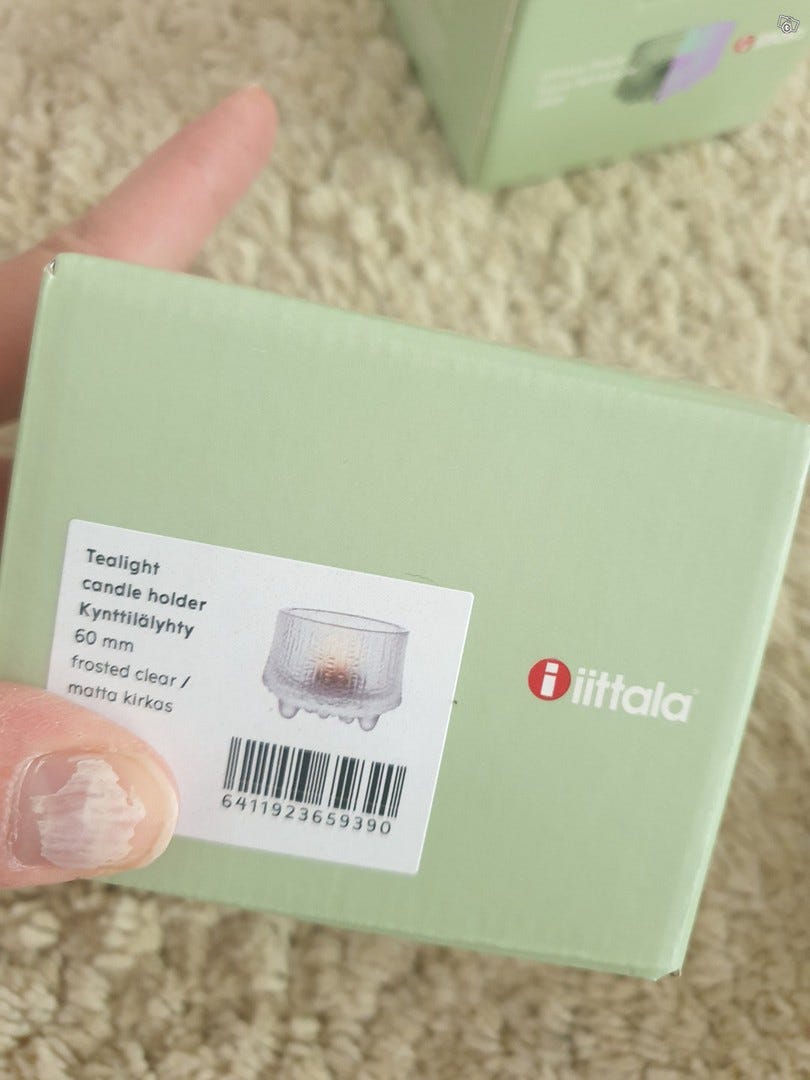 Tealight
candle holder
Kynttilälyhty
60 mm
frosted clear /
matta kirkas
6411923659390
i iittala